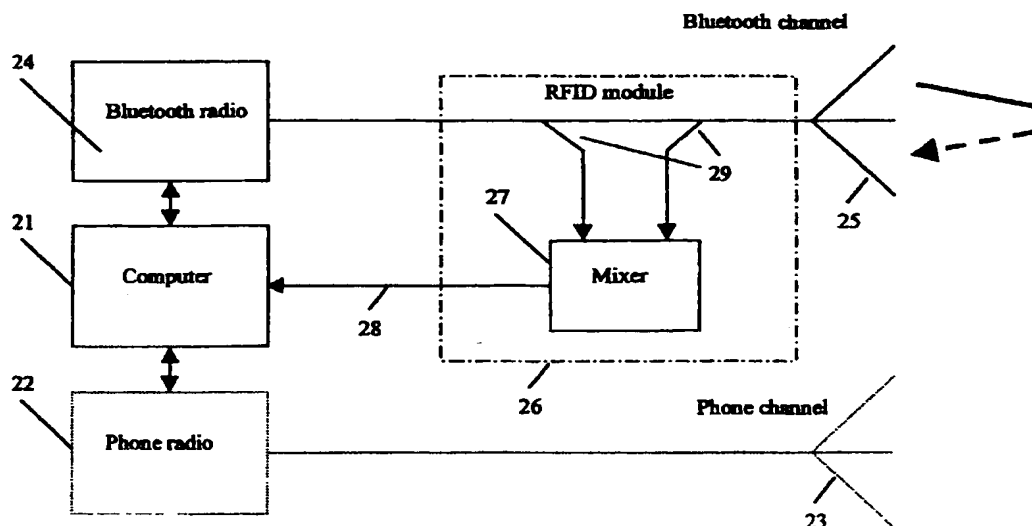 Bluetooth channel
24
Bluetooth radio
RFID module
29
25
27
21
Computer
Mixer
28
22
26
Phone channel
Phone radio
23